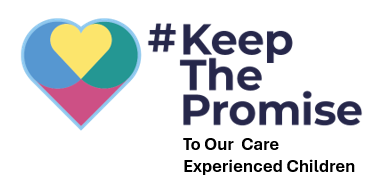 #Keep
The
Promise
To Our Care
Experienced Children